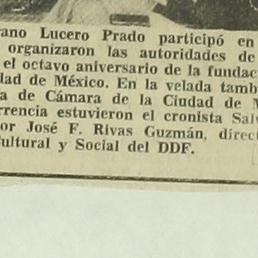 rano Lucero Prado participó en
organizaron las autoridades de
el octavo aniversario de la fundac
dad de México. En la velada tamb
a de Cámara de la Ciudad de M
rrencia estuvieron el cronista Salv
or José F. Rivas Guzmán, direct
Cultural y Social del DDF.